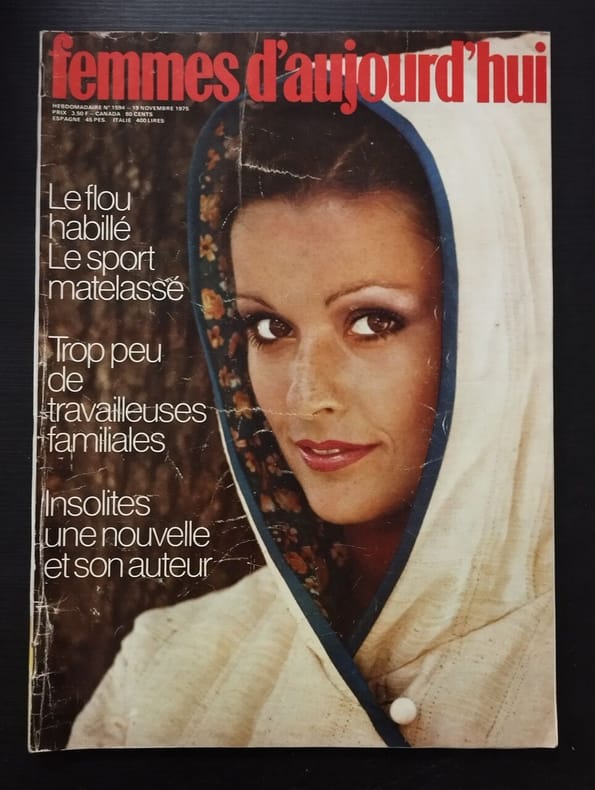 femmes d'aujourd'hui
HEBDOMADAIRE N° 1594 – 19 NOVEMBRE 1975
PRIX 3,50 F – CANADA 80 CENTS
ESPAGNE 45 PES. ITALIE 400 LIRES
Le flou
habillé
Le sport
matelassé
Trop peu
de
travailleuses
familiales
Insolites
une nouvelle
et son auteur